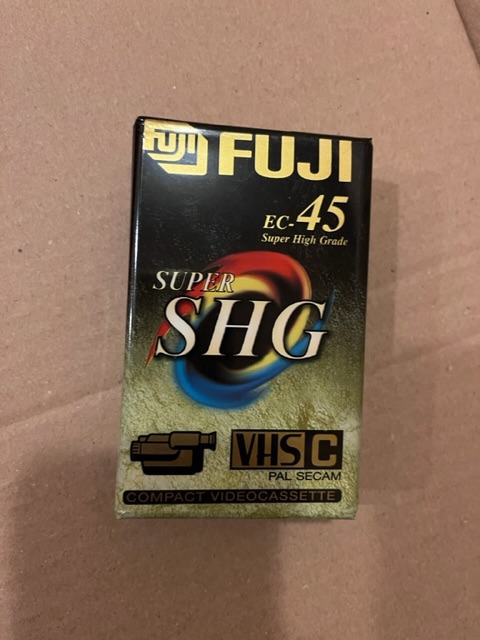 FUJI FUJI
EC-45
Super High Grade
SUPER
SHG
VHS C
PAL SECAM
COMPACT VIDEOCASSETTE